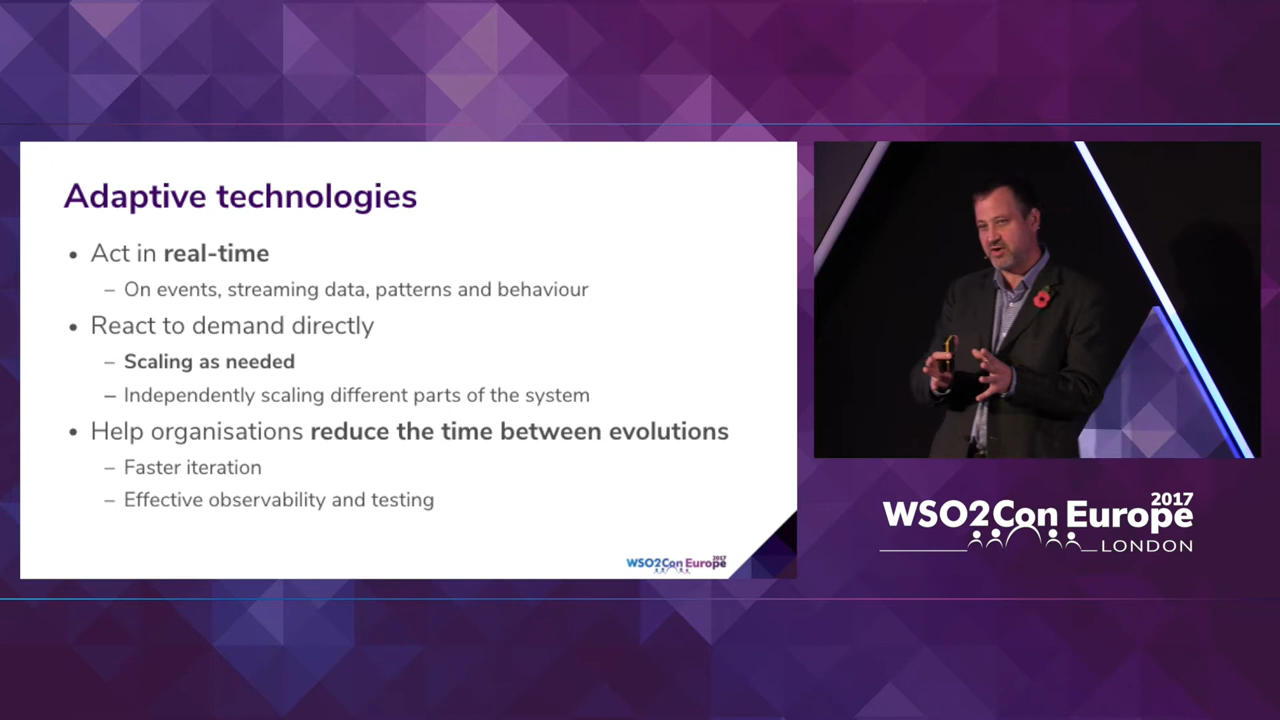 Adaptive technologies
• Act in real-time
– On events, streaming data, patterns and behaviour
• React to demand directly
– Scaling as needed
– Independently scaling different parts of the system
• Help organisations reduce the time between evolutions
– Faster iteration
– Effective observability and testing
WSO2Con Europe 2017
2017
WSO2Con Europe
LONDON